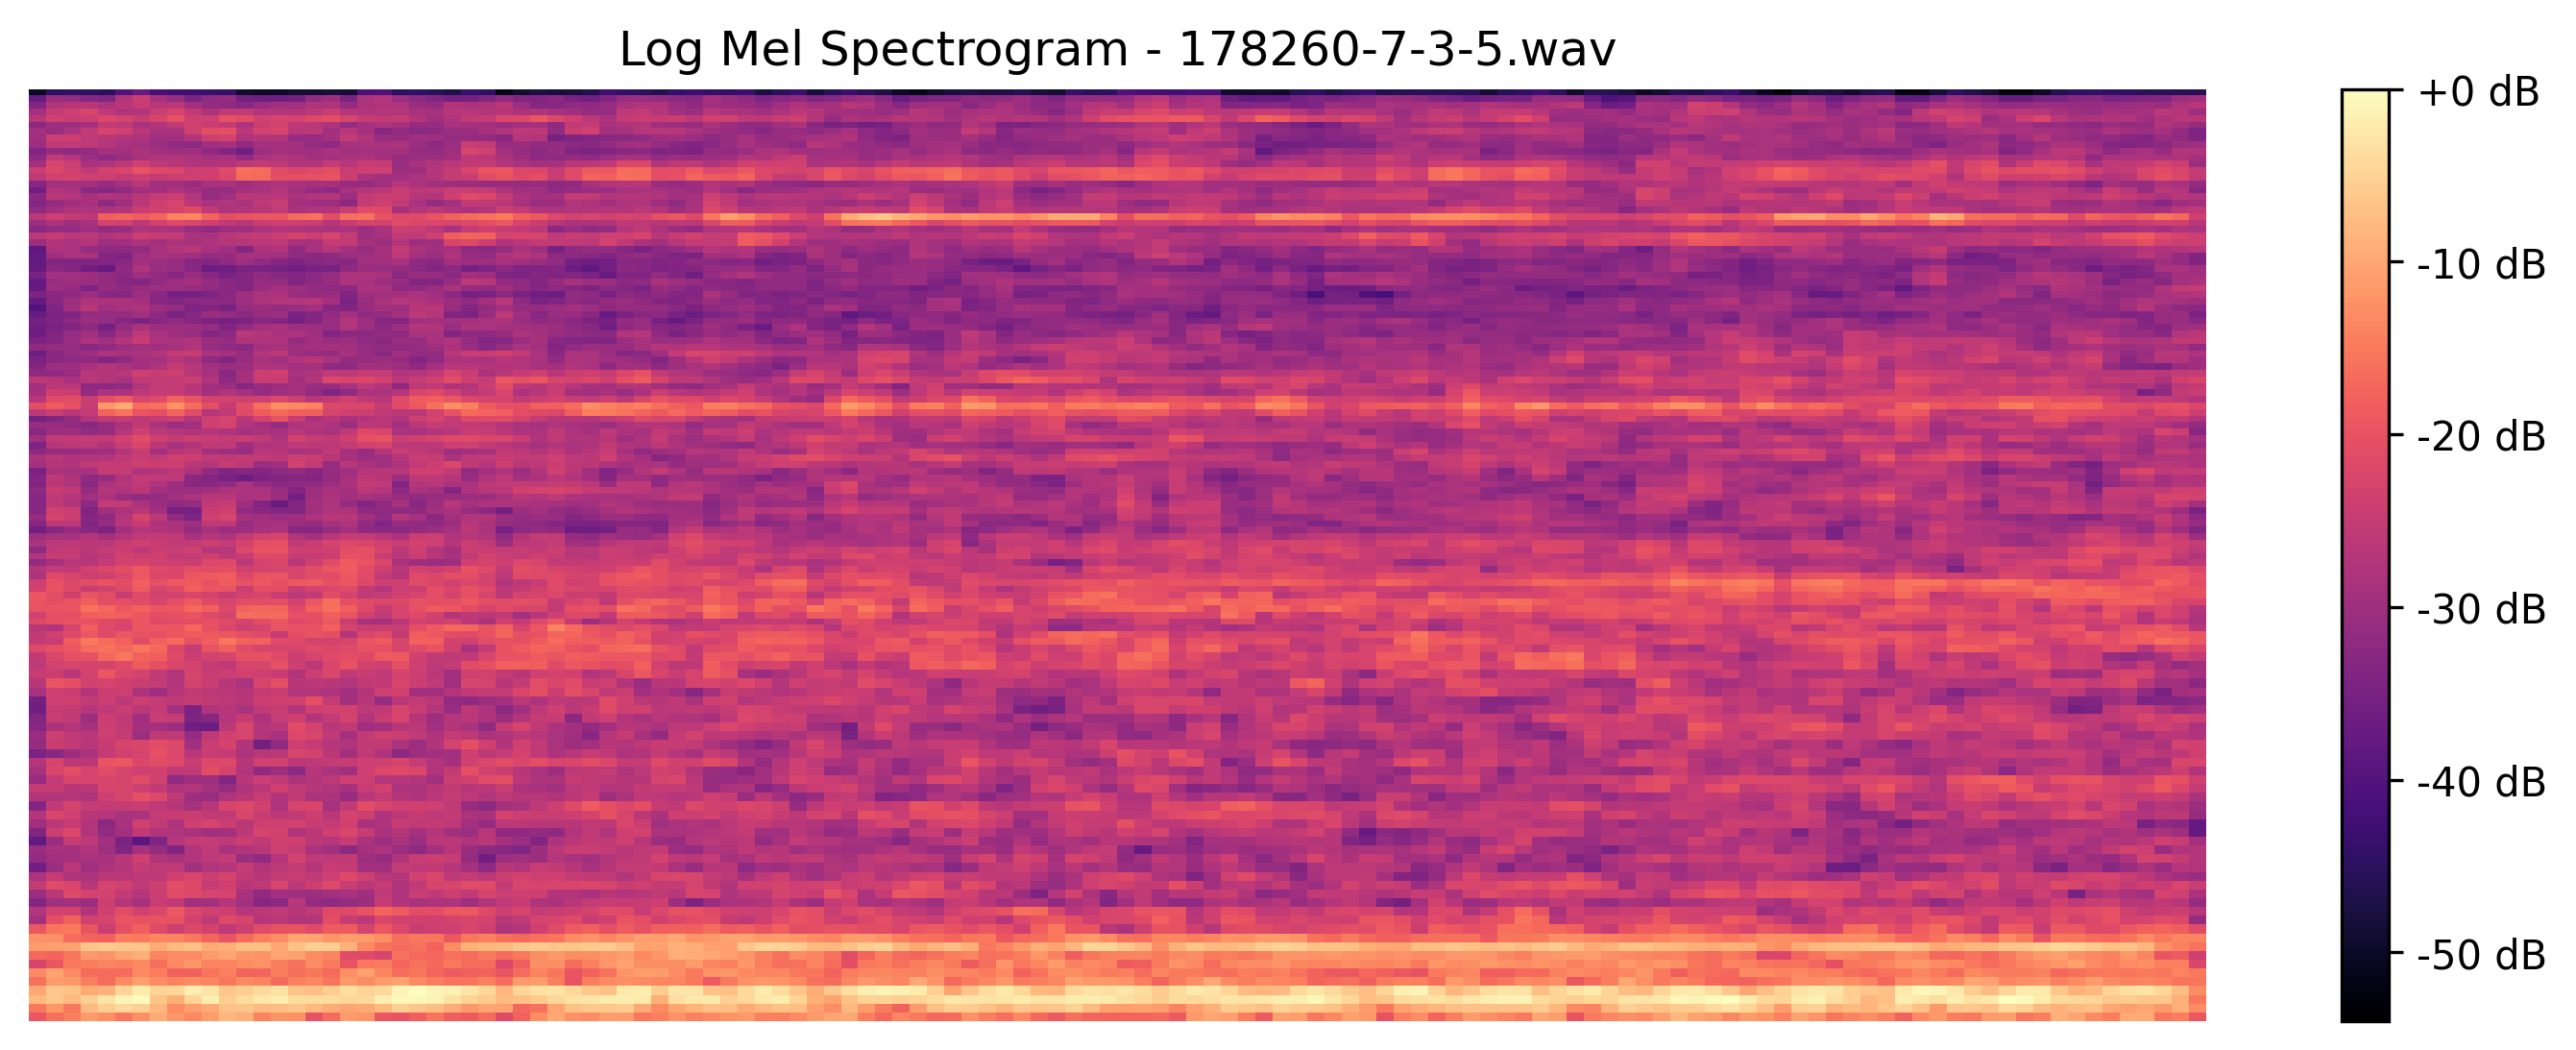 Log Mel Spectrogram - 178260-7-3-5.wav
+0 dB
-10 dB
-20 dB
-30 dB
-40 dB
-50 dB